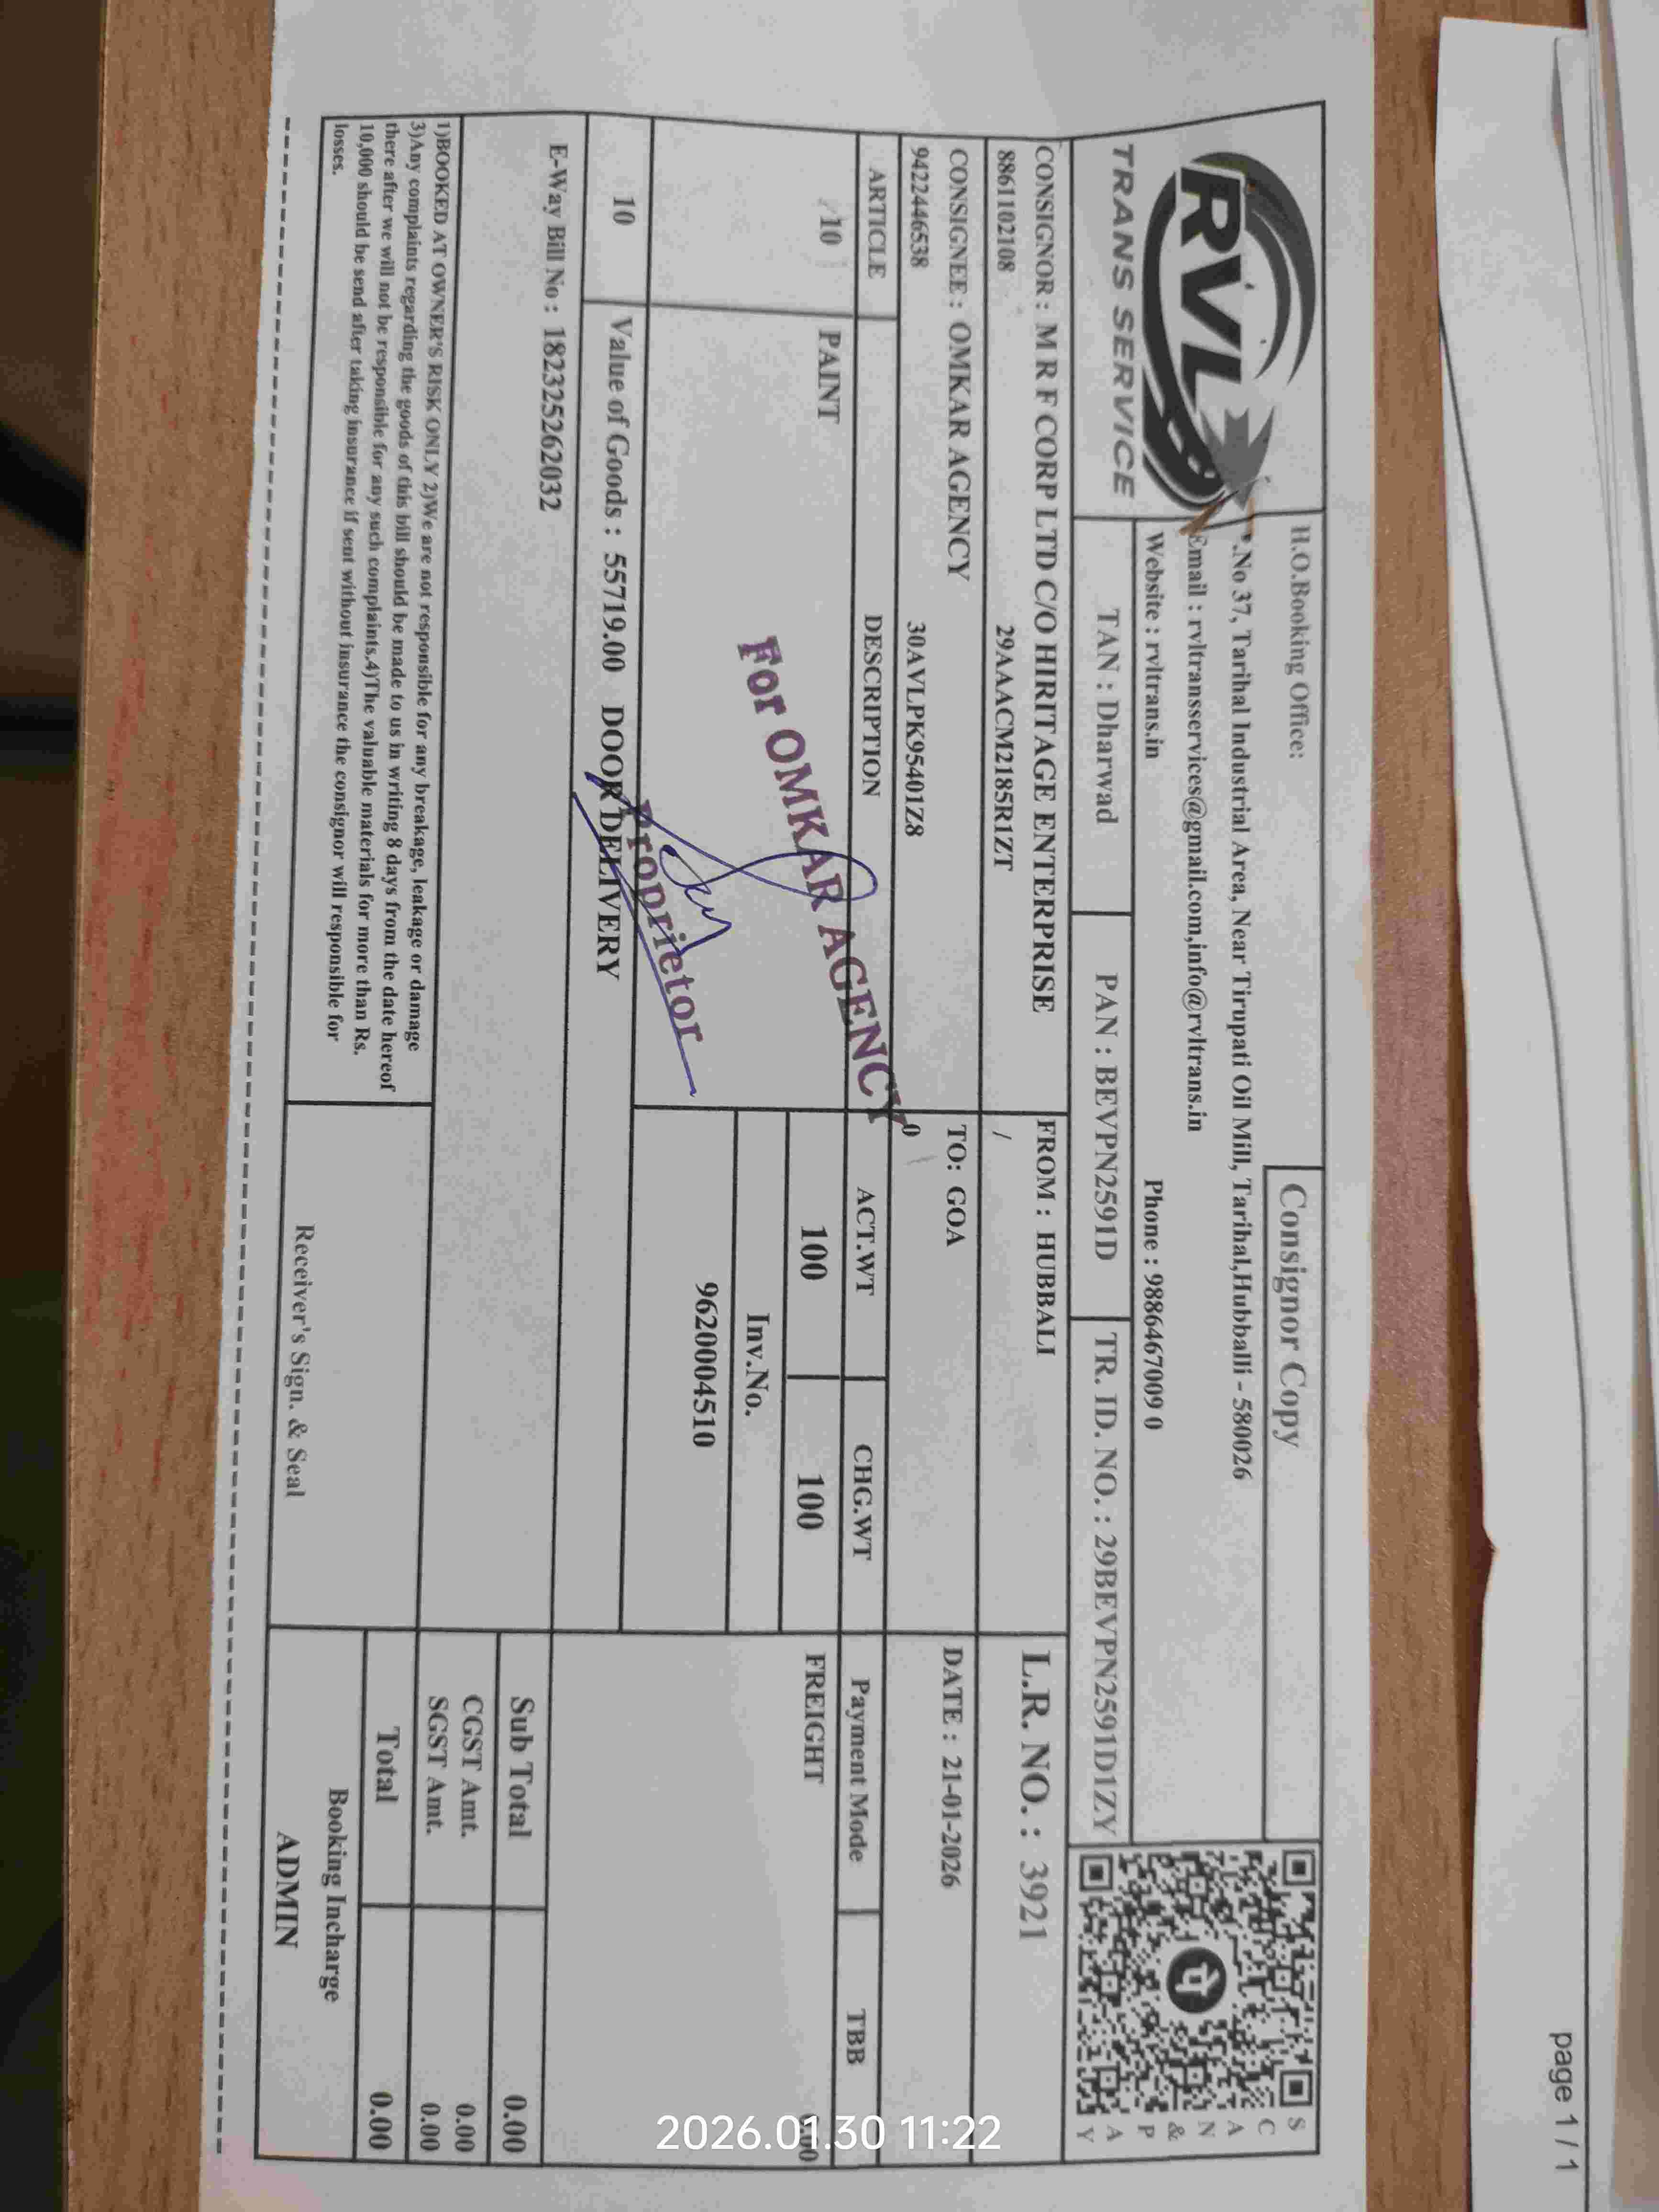 RVL
TRANS SERVICE
H.O.Booking Office:
Consignor Copy
.No 37, Tarihal Industrial Area, Near Tirupati Oil Mill, Tarihal,Hubballi - 580026
Email : rvltransservices@gmail.com,info@rvltrans.in
Website : rvltrans.in Phone : 9886467009 0
SCAN & PAY
TAN : Dharwad PAN : BEVPN2591D TR. ID. NO. : 29BEVPN2591D1ZY
CONSIGNOR : M R F CORP LTD C/O HIRITAGE ENTERPRISE FROM : HUBBALI L.R. NO. : 3921
8861102108 29AAACM2185R1ZT /
CONSIGNEE : OMKAR AGENCY TO: GOA DATE : 21-01-2026
9422446538 30AVLPK95401Z8 0
ARTICLE DESCRIPTION ACT.WT CHG.WT Payment Mode TBB
10 PAINT 100 100 FREIGHT 0.00
For OMKAR AGENCY
Proprietor
Inv.No.
9620004510
10 Value of Goods : 55719.00 DOOR DELIVERY
E-Way Bill No : 182325262032
Sub Total 0.00
CGST Amt. 0.00
SGST Amt. 0.00
Total 0.00
1)BOOKED AT OWNER'S RISK ONLY 2)We are not responsible for any breakage, leakage or damage
3)Any complaints regarding the goods of this bill should be made to us in writing 8 days from the date hereof
there after we will not be responsible for any such complaints.4)The valuable materials for more than Rs.
10,000 should be send after taking insurance if sent without insurance the consignor will responsible for
losses.
Receiver's Sign. & Seal
Booking Incharge
ADMIN
page 1 / 1
2026.01.30 11:22